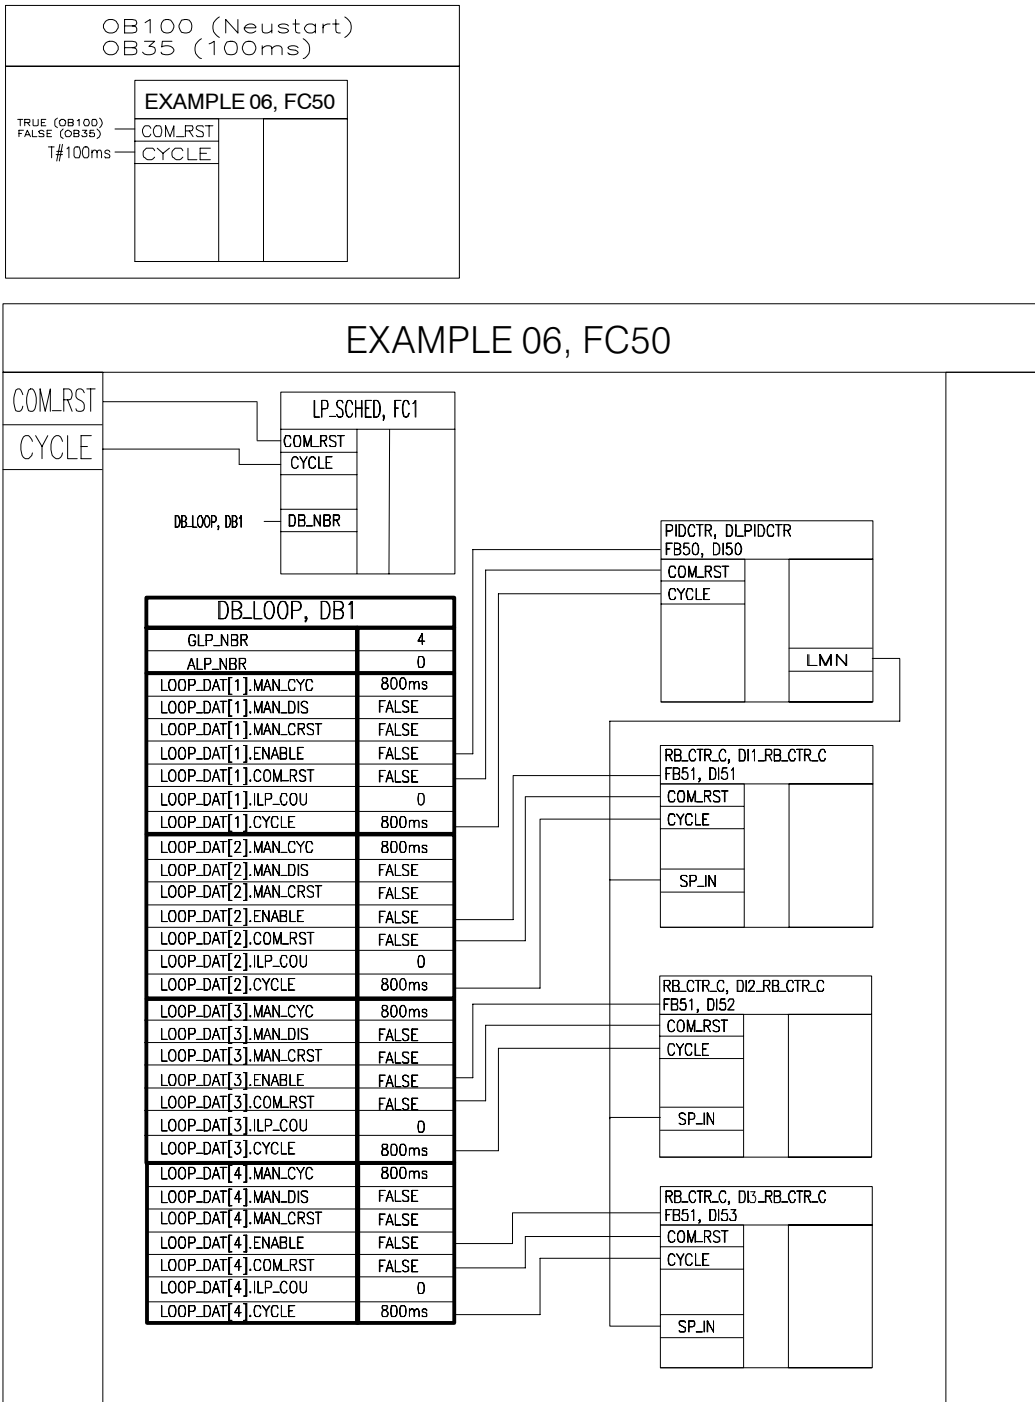 OB100 (Neustart)
OB35 (100ms)
EXAMPLE 06, FC50
TRUE (OB100)
FALSE (OB35)
COM_RST
T#100ms
CYCLE
EXAMPLE 06, FC50
COM_RST
CYCLE
LP_SCHED, FC1
COM_RST
CYCLE
DB_LOOP, DB1
DB_NBR
PIDCTR, DI_PIDCTR
FB50, DI50
COM_RST
CYCLE
LMN
DB_LOOP, DB1
GLP_NBR 4
ALP_NBR 0
LOOP_DAT[1].MAN_CYC 800ms
LOOP_DAT[1].MAN_DIS FALSE
LOOP_DAT[1].MAN_CRST FALSE
LOOP_DAT[1].ENABLE FALSE
LOOP_DAT[1].COM_RST FALSE
LOOP_DAT[1].ILP_COU 0
LOOP_DAT[1].CYCLE 800ms
LOOP_DAT[2].MAN_CYC 800ms
LOOP_DAT[2].MAN_DIS FALSE
LOOP_DAT[2].MAN_CRST FALSE
LOOP_DAT[2].ENABLE FALSE
LOOP_DAT[2].COM_RST FALSE
LOOP_DAT[2].ILP_COU 0
LOOP_DAT[2].CYCLE 800ms
LOOP_DAT[3].MAN_CYC 800ms
LOOP_DAT[3].MAN_DIS FALSE
LOOP_DAT[3].MAN_CRST FALSE
LOOP_DAT[3].ENABLE FALSE
LOOP_DAT[3].COM_RST FALSE
LOOP_DAT[3].ILP_COU 0
LOOP_DAT[3].CYCLE 800ms
LOOP_DAT[4].MAN_CYC 800ms
LOOP_DAT[4].MAN_DIS FALSE
LOOP_DAT[4].MAN_CRST FALSE
LOOP_DAT[4].ENABLE FALSE
LOOP_DAT[4].COM_RST FALSE
LOOP_DAT[4].ILP_COU 0
LOOP_DAT[4].CYCLE 800ms
RB_CTR_C, DI1_RB_CTR_C
FB51, DI51
COM_RST
CYCLE
SP_IN
RB_CTR_C, DI2_RB_CTR_C
FB51, DI52
COM_RST
CYCLE
SP_IN
RB_CTR_C, DI3_RB_CTR_C
FB51, DI53
COM_RST
CYCLE
SP_IN